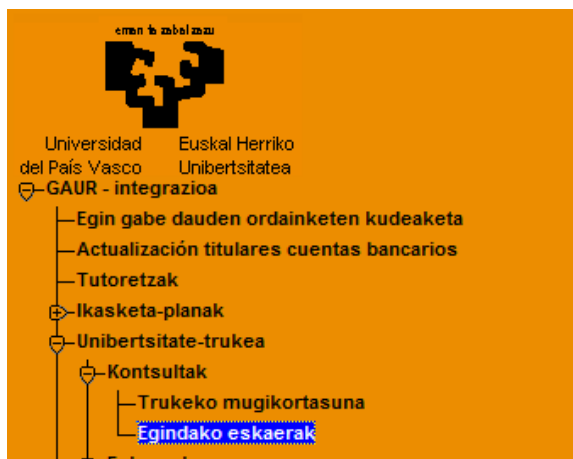 eman ta zabal zazu
Universidad Euskal Herriko
del País Vasco Unibertsitatea
GAUR - integrazioa
Egin gabe dauden ordainketen kudeaketa
Actualización titulares cuentas bancarios
Tutoretzak
Ikasketa-planak
Unibertsitate-trukea
Kontsultak
Trukeko mugikortasuna
Egindako eskaerak